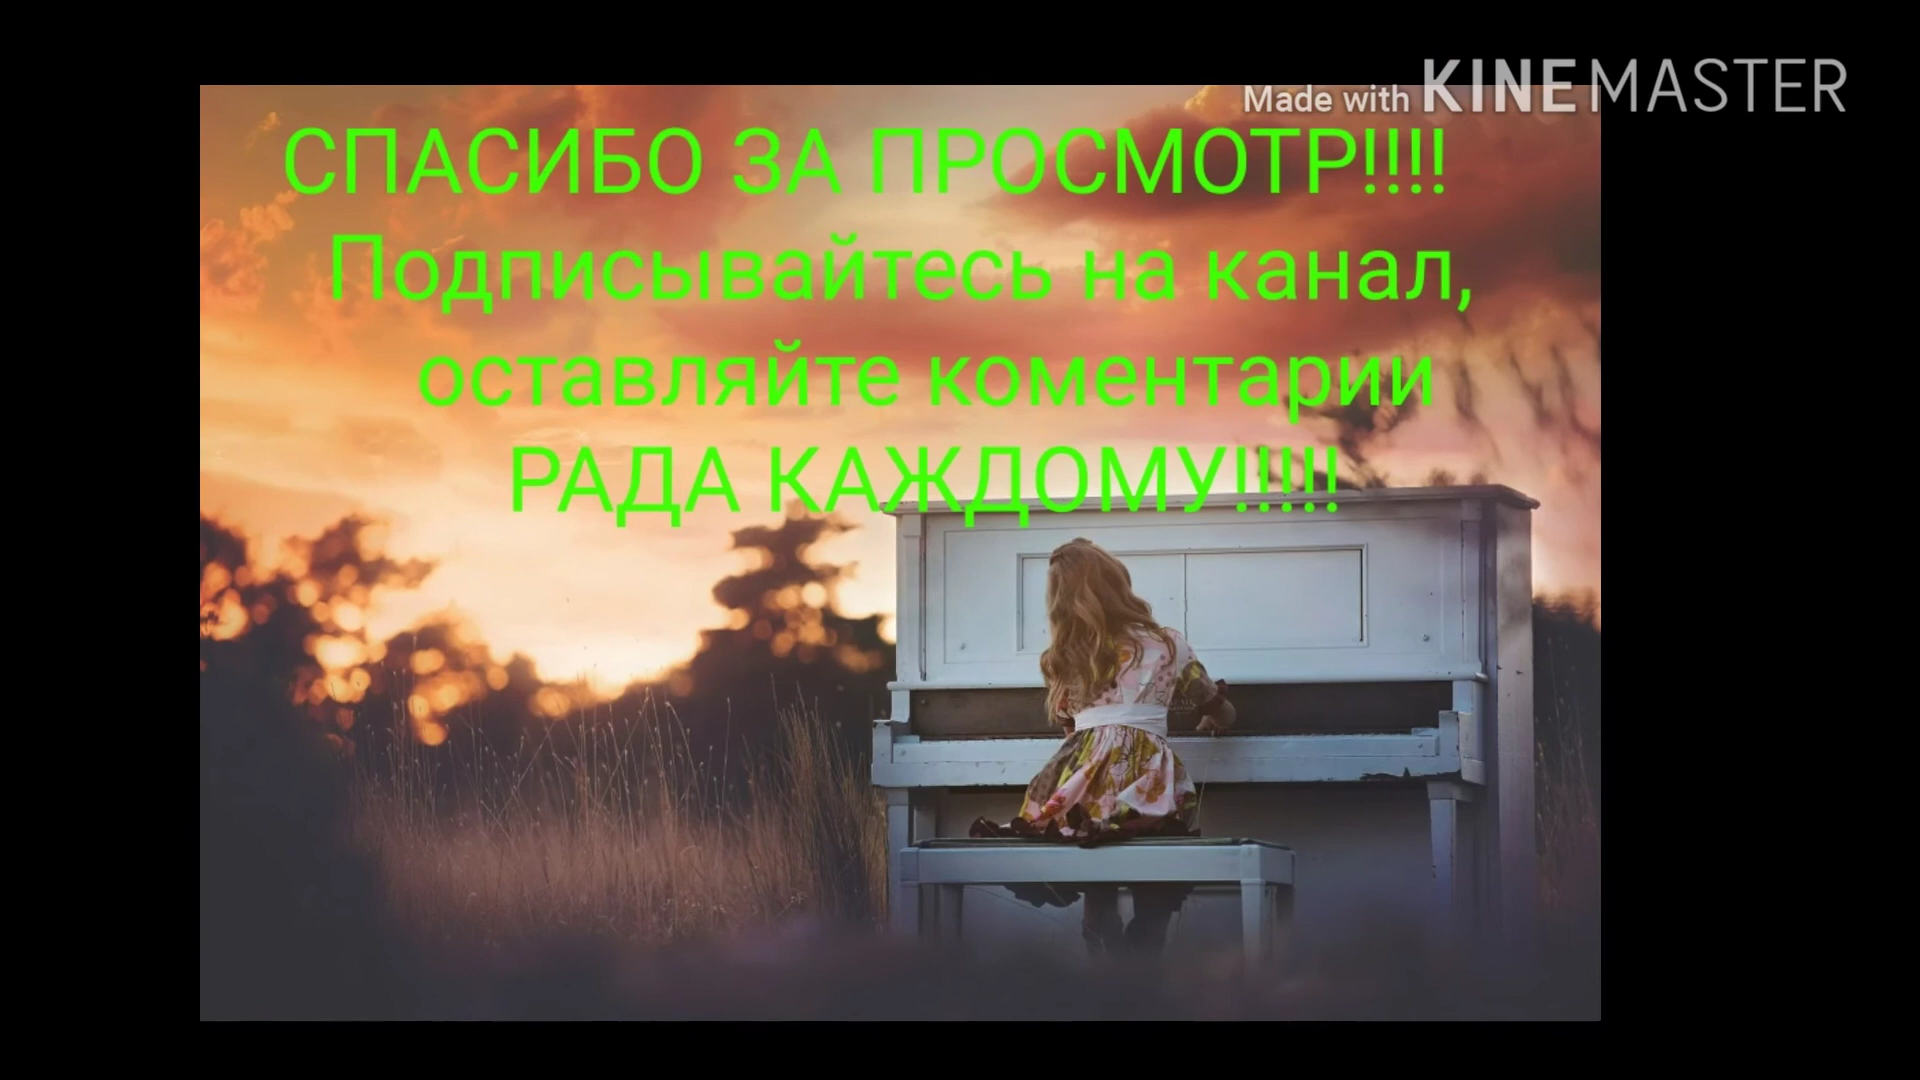 Made with KINEMASTER
СПАСИБО ЗА ПРОСМОТР!!!!
Подписывайтесь на канал,
оставляйте коментарии
РАДА КАЖДОМУ!!!!!